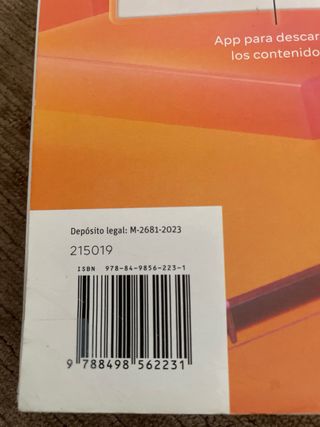 App para descar
los contenido
Depósito legal: M-2681-2023
215019
ISBN 978-84-9856-223-1
9 788498 562231